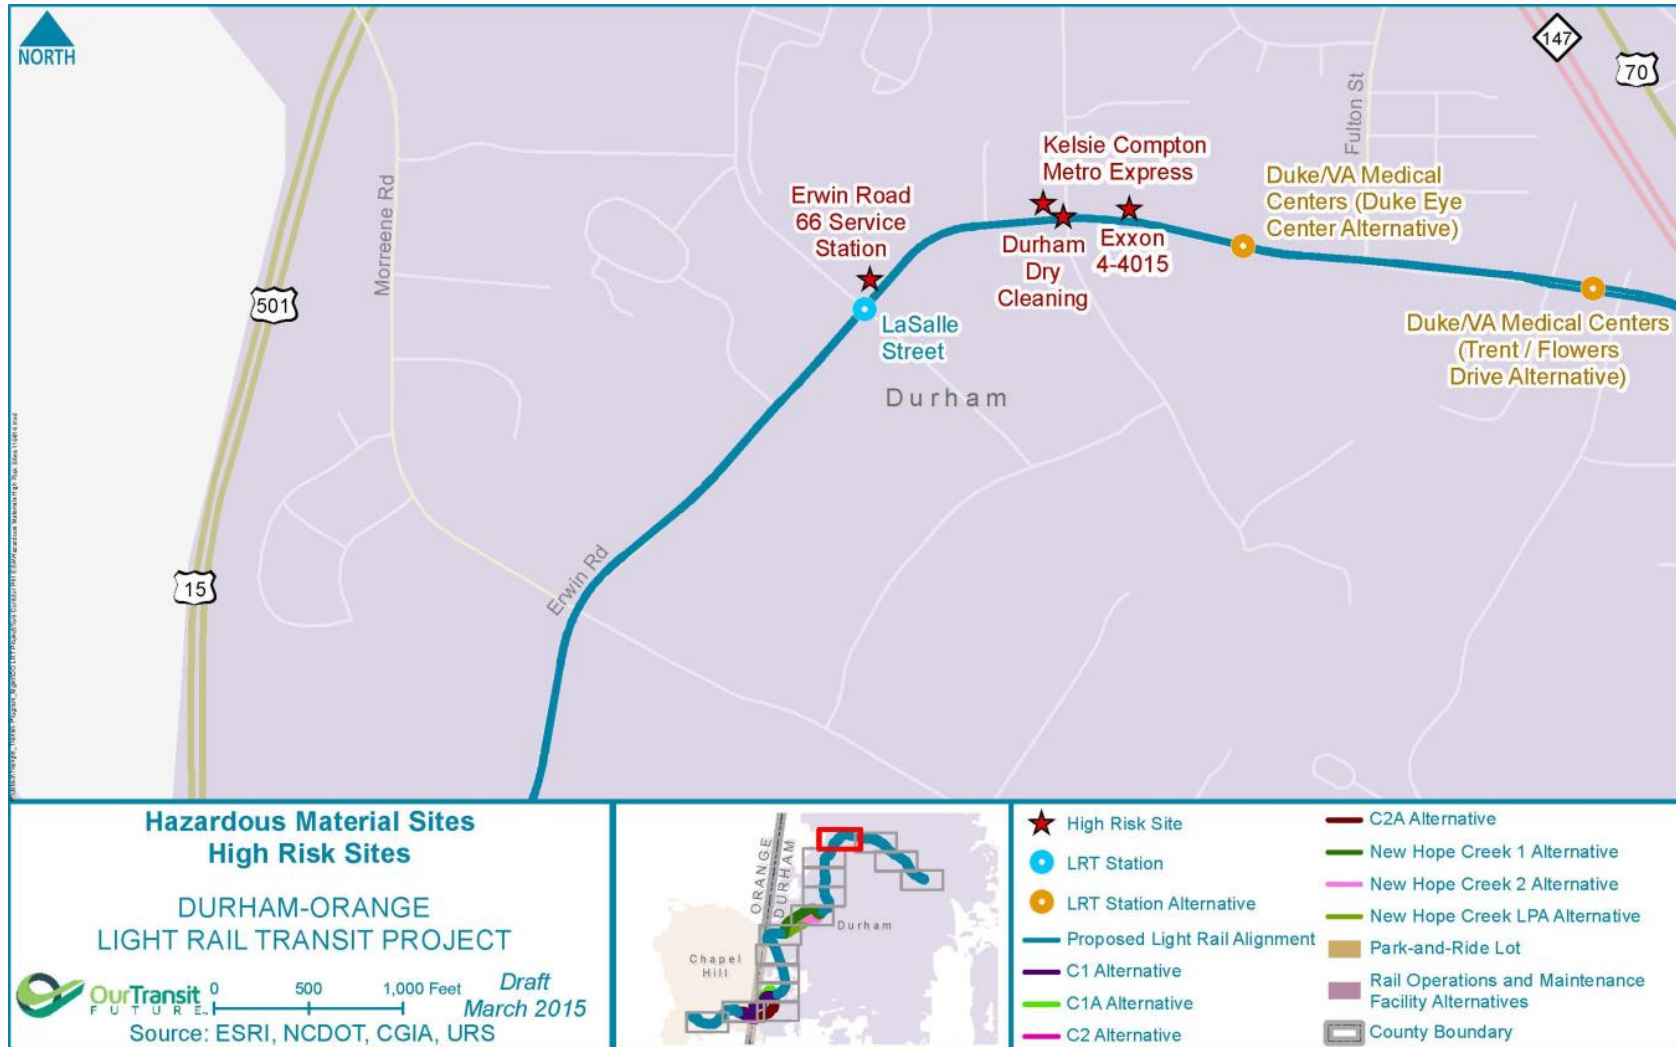 NORTH
147
70
Fulton St
Kelsie Compton
Metro Express
Duke/VA Medical
Centers (Duke Eye
Center Alternative)
Erwin Road
66 Service
Station
Morreene Rd
Durham
Dry
Cleaning
Exxon
4-4015
501
LaSalle
Street
Duke/VA Medical Centers
(Trent / Flowers
Drive Alternative)
Durham
15
Erwin Rd
Hazardous Material Sites
High Risk Sites
DURHAM-ORANGE
LIGHT RAIL TRANSIT PROJECT
OurTransit
FUTURE
0 500 1,000 Feet
Draft
March 2015
Source: ESRI, NCDOT, CGIA, URS
ORANGE
DURHAM
Durham
Chapel
Hill
High Risk Site
LRT Station
LRT Station Alternative
Proposed Light Rail Alignment
C1 Alternative
C1A Alternative
C2 Alternative
C2A Alternative
New Hope Creek 1 Alternative
New Hope Creek 2 Alternative
New Hope Creek LPA Alternative
Park-and-Ride Lot
Rail Operations and Maintenance
Facility Alternatives
County Boundary